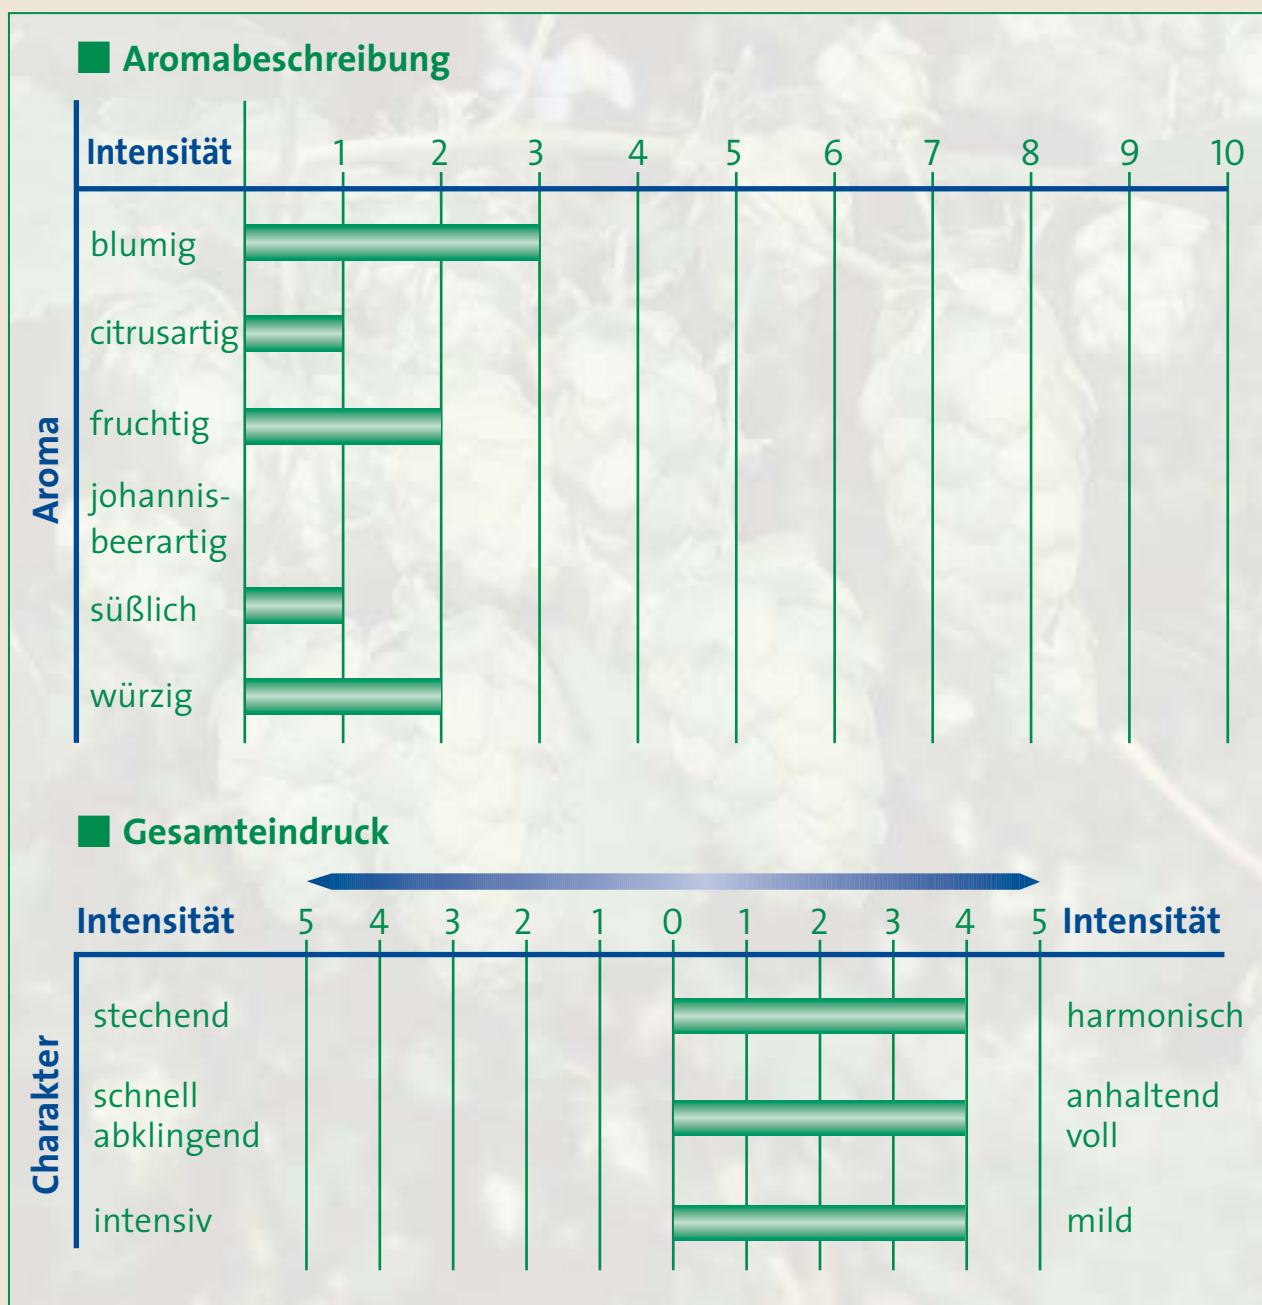 Aromabeschreibung
Intensität 1 2 3 4 5 6 7 8 9 10
Aroma
blumig
citrusartig
fruchtig
johannis-
beerartig
süßlich
würzig
Gesamteindruck
Intensität 5 4 3 2 1 0 1 2 3 4 5 Intensität
Charakter
stechend harmonisch
schnell anhaltend
abklingend voll
intensiv mild